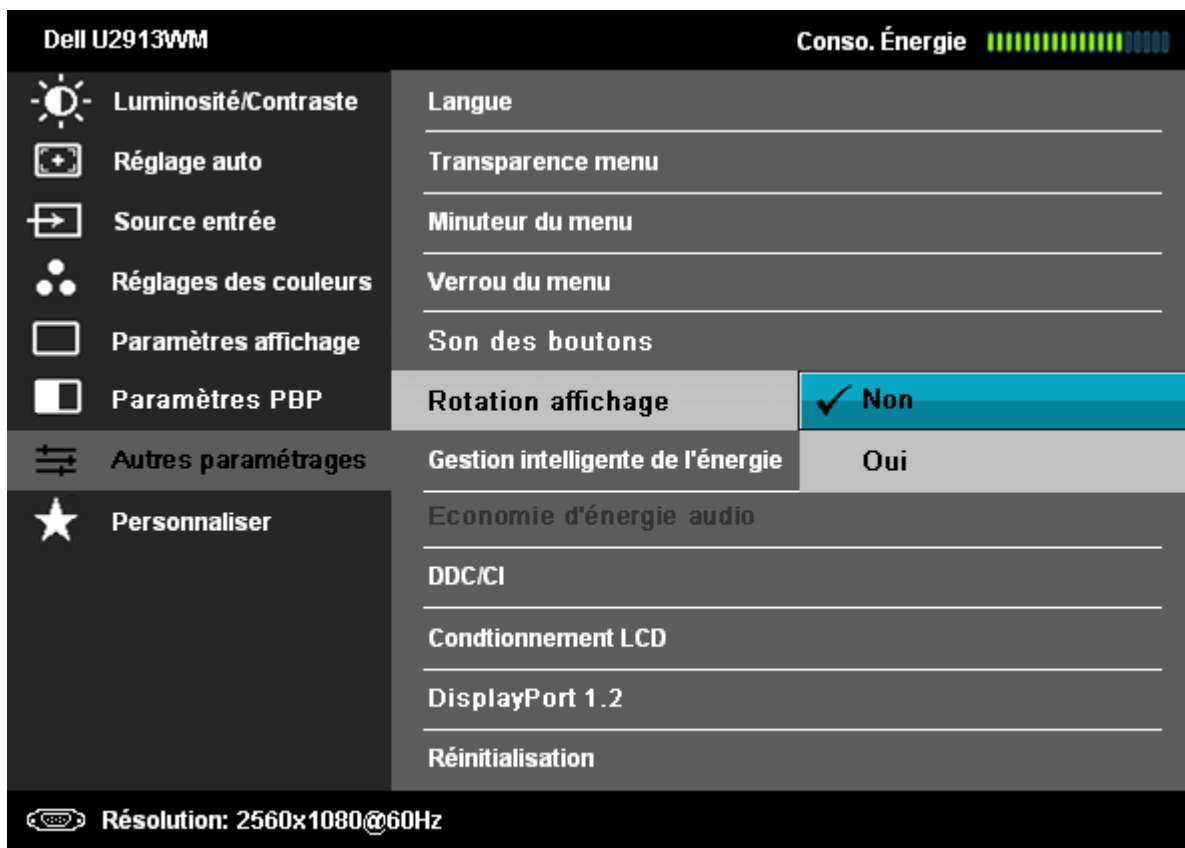 Dell U2913WM
Conso. Énergie
Luminosité/Contraste
Réglage auto
Source entrée
Réglages des couleurs
Paramètres affichage
Paramètres PBP
Autres paramétrages
Personnaliser
Langue
Transparence menu
Minuteur du menu
Verrou du menu
Son des boutons
Rotation affichage
Gestion intelligente de l'énergie
Economie d'énergie audio
DDC/CI
Condtionnement LCD
DisplayPort 1.2
Réinitialisation
Non
Oui
Résolution: 2560x1080@60Hz